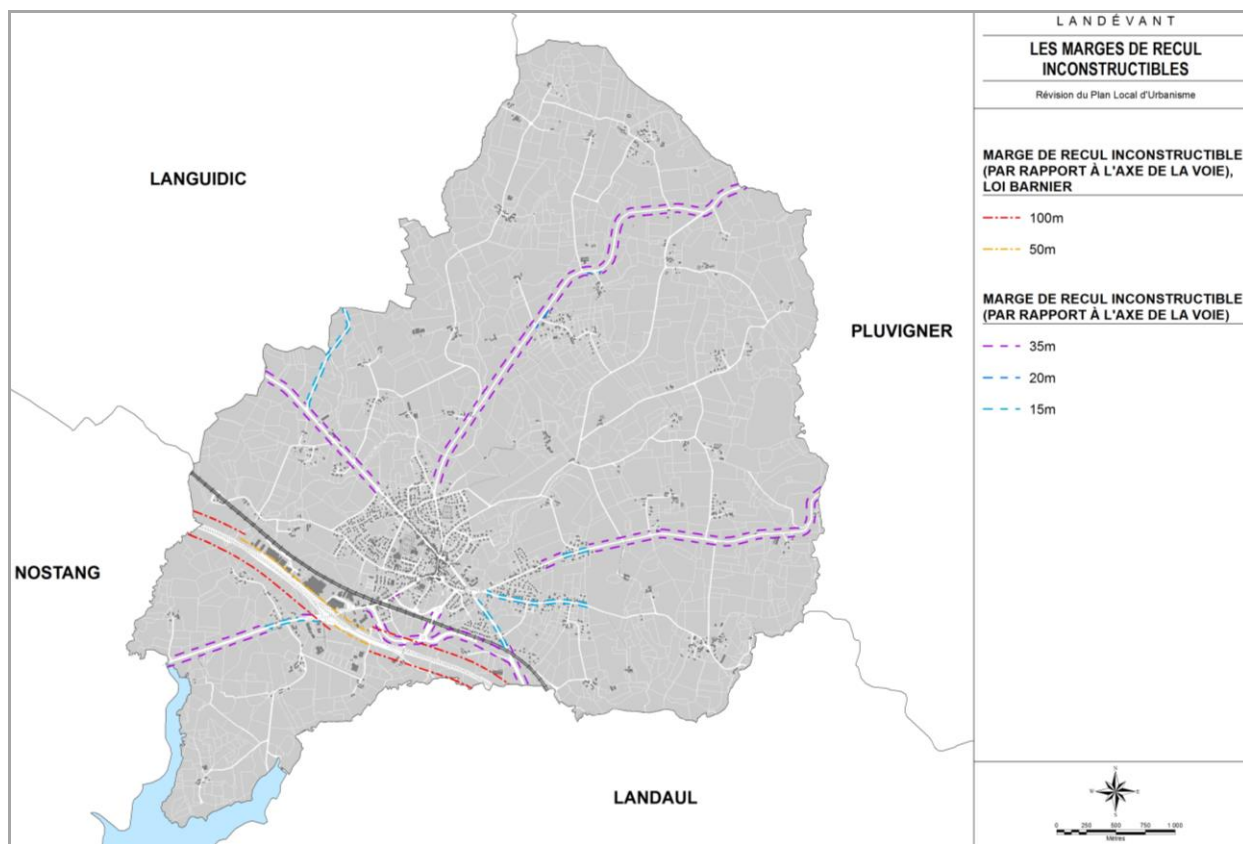 LANDÉVANT
LES MARGES DE RECUL
INCONSTRUCTIBLES
Révision du Plan Local d'Urbanisme
MARGE DE RECUL INCONSTRUCTIBLE
(PAR RAPPORT À L'AXE DE LA VOIE),
LOI BARNIER
100m
50m
MARGE DE RECUL INCONSTRUCTIBLE
(PAR RAPPORT À L'AXE DE LA VOIE)
35m
20m
15m
LANGUIDIC
PLUVIGNER
NOSTANG
LANDAUL
N
W E
S
0 250 500 750 1 000
Mètres